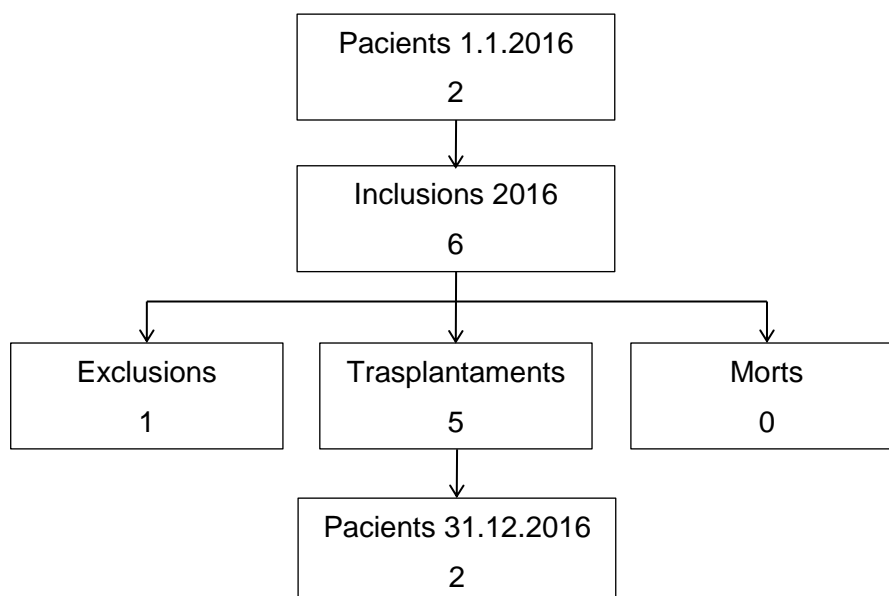 Pacients 1.1.2016
2
Inclusions 2016
6
Exclusions
1
Trasplantaments
5
Morts
0
Pacients 31.12.2016
2